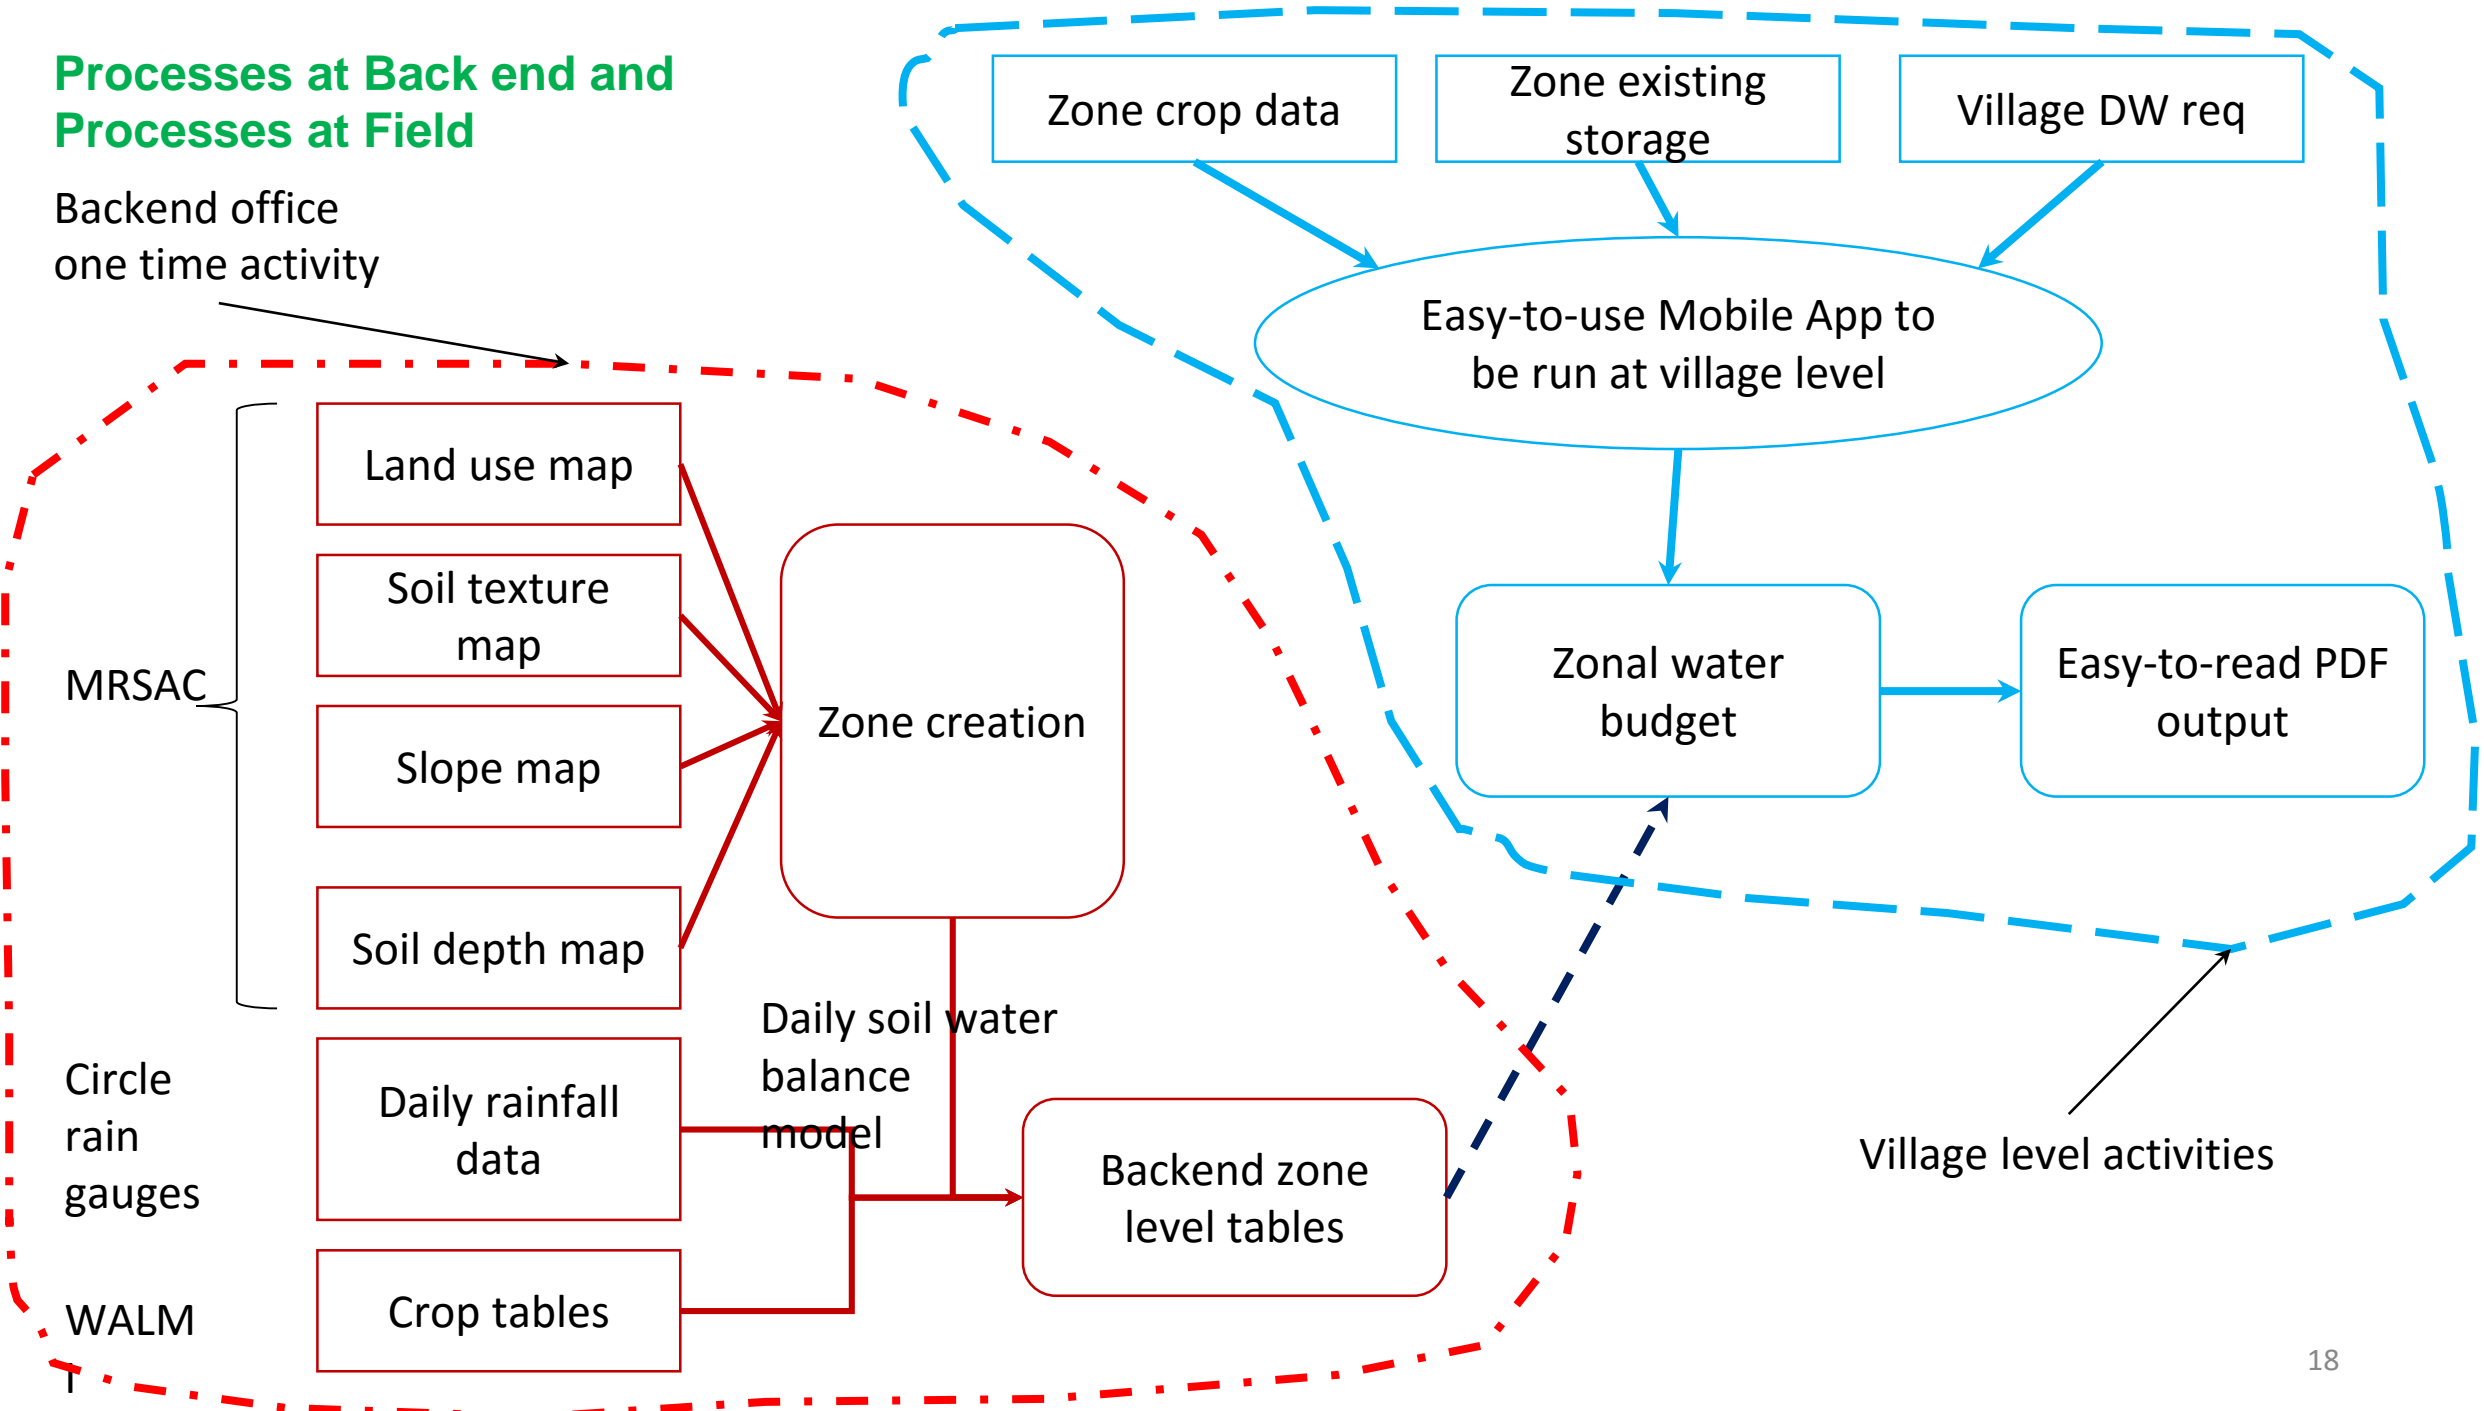 Processes at Back end and
Processes at Field
Backend office
one time activity
Zone crop data
Zone existing
storage
Village DW req
Easy-to-use Mobile App to
be run at village level
Zonal water
budget
Easy-to-read PDF
output
Village level activities
MRSAC
Land use map
Soil texture
map
Slope map
Soil depth map
Zone creation
Daily soil water
balance
model
Circle
rain
gauges
Daily rainfall
data
WALM
I
Crop tables
Backend zone
level tables
18